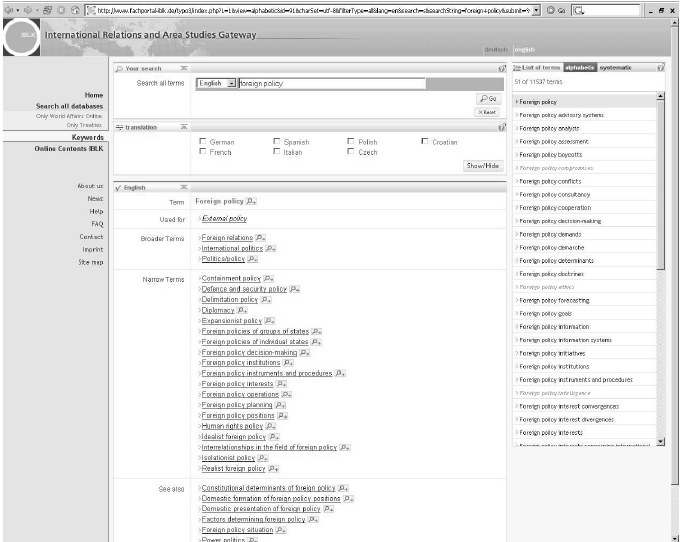 http://www.fachportal-iblk.de/typo3/index.php?L=1&view=alphabetic&id=91&charSet=utf-8&filterType=all&lang=en&search=s&searchString=foreign+policy&submit=
Go
IBLK
International Relations and Area Studies Gateway
deutsch
english
Home
Search all databases
Only World Affairs Online
Only Treaties
Keywords
Online Contents IBLK
About us
News
Help
FAQ
Contact
Imprint
Site map
Your search
Search all terms
English
foreign policy
Go
Reset
translation
German
Spanish
Polish
Croatian
French
Italian
Czech
Show/Hide
English
Term
Foreign policy
Used for
External policy
Broader Terms
Foreign relations
International politics
Politics/policy
Narrow Terms
Containment policy
Defence and security policy
Delimitation policy
Diplomacy
Expansionist policy
Foreign policies of groups of states
Foreign policies of individual states
Foreign policy decision-making
Foreign policy institutions
Foreign policy instruments and procedures
Foreign policy interests
Foreign policy operations
Foreign policy planning
Foreign policy positions
Human rights policy
Idealist foreign policy
Interrelationships in the field of foreign policy
Isolationist policy
Realist foreign policy
See also
Constitutional determinants of foreign policy
Domestic formation of foreign policy positions
Domestic presentation of foreign policy
Factors determining foreign policy
Foreign policy situation
Power politics
List of terms
alphabetic
systematic
51 of 11537 terms
Foreign policy
Foreign policy advisory systems
Foreign policy analysts
Foreign policy assessment
Foreign policy boycotts
Foreign policy compromises
Foreign policy conflicts
Foreign policy consultancy
Foreign policy cooperation
Foreign policy decision-making
Foreign policy demands
Foreign policy demarche
Foreign policy determinants
Foreign policy doctrines
Foreign policy ethics
Foreign policy forecasting
Foreign policy goals
Foreign policy information
Foreign policy information systems
Foreign policy initiatives
Foreign policy institutions
Foreign policy instruments and procedures
Foreign policy intelligence
Foreign policy interest convergences
Foreign policy interest divergences
Foreign policy interests
Foreign policy interests concerning international